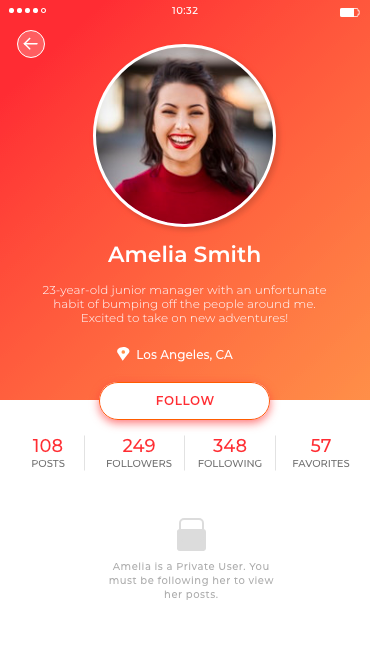 10:32
Amelia Smith
23-year-old junior manager with an unfortunate
habit of bumping off the people around me.
Excited to take on new adventures!
Los Angeles, CA
FOLLOW
108 249 348 57
POSTS FOLLOWERS FOLLOWING FAVORITES
Amelia is a Private User. You
must be following her to view
her posts.